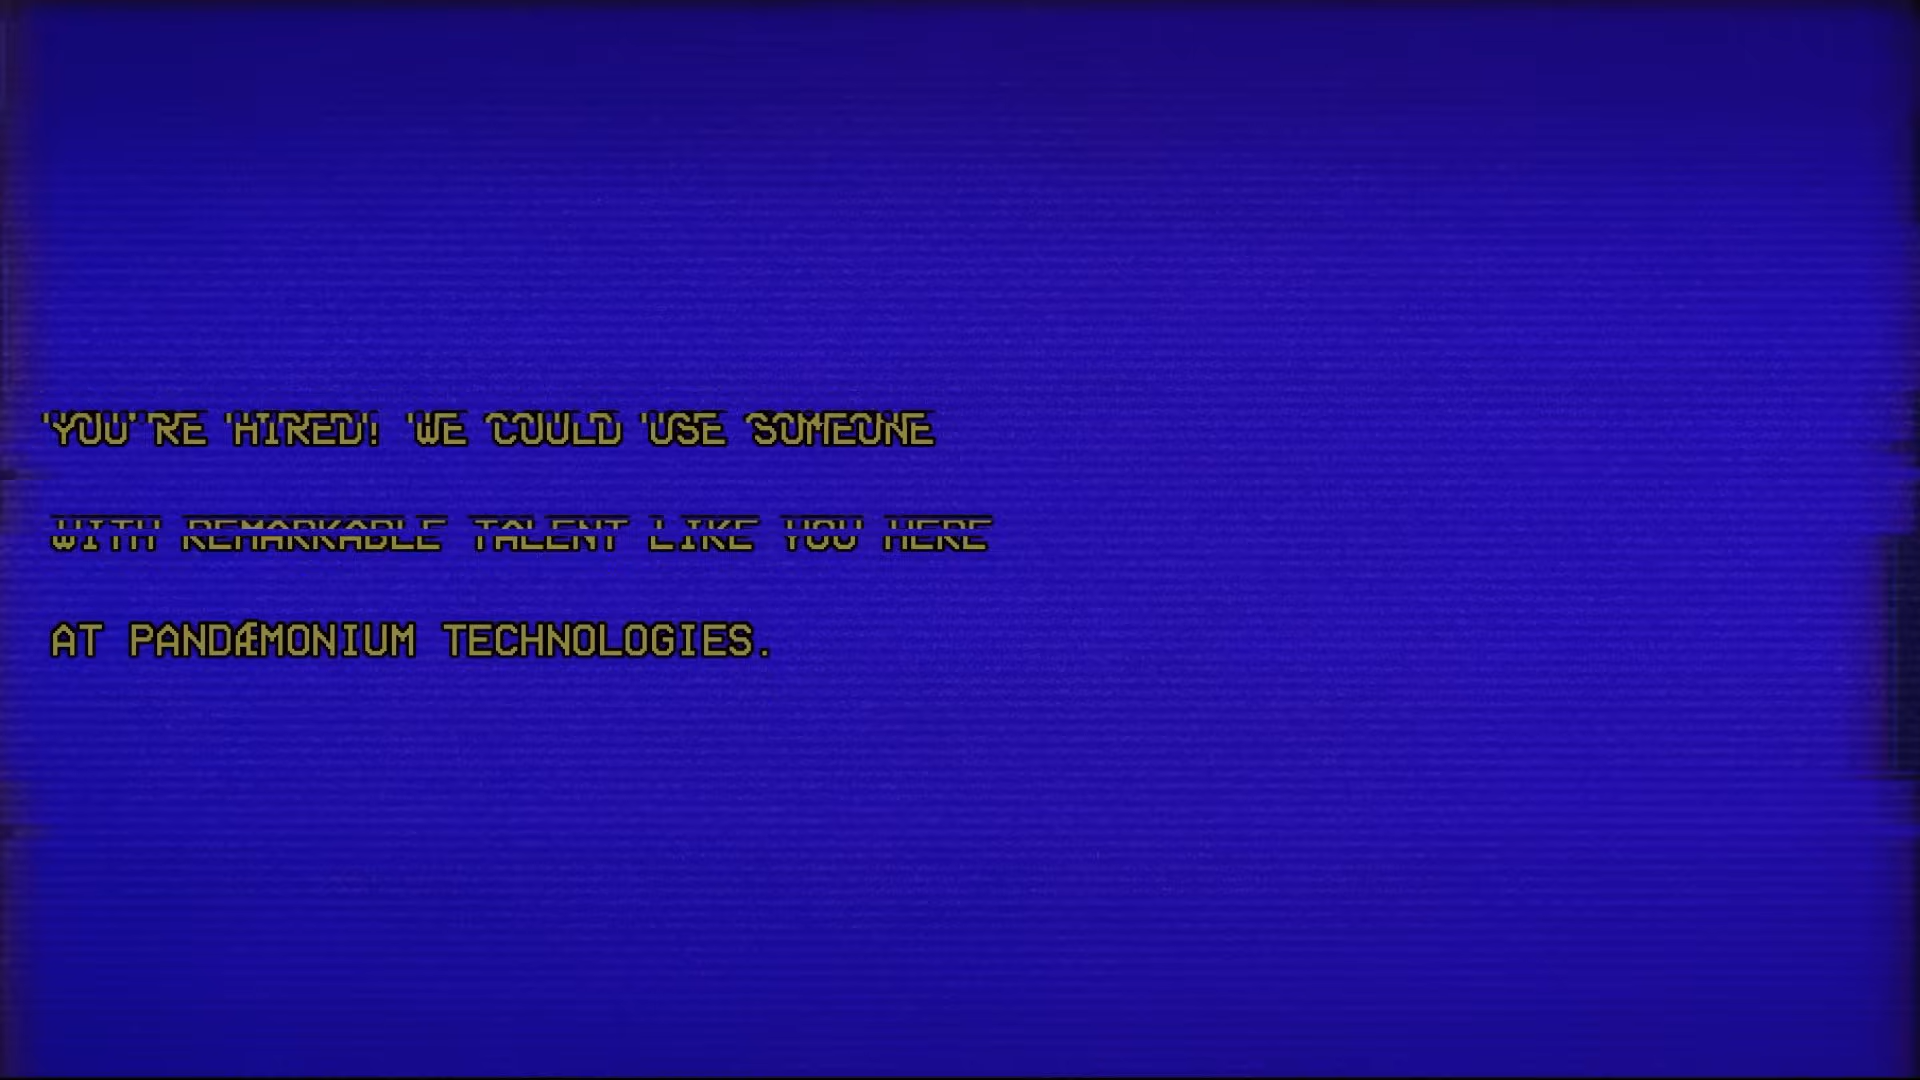 YOU'RE HIRED! WE COULD USE SOMEONE
WITH REMARKABLE TALENT LIKE YOU HERE
AT PANDÆMONIUM TECHNOLOGIES.